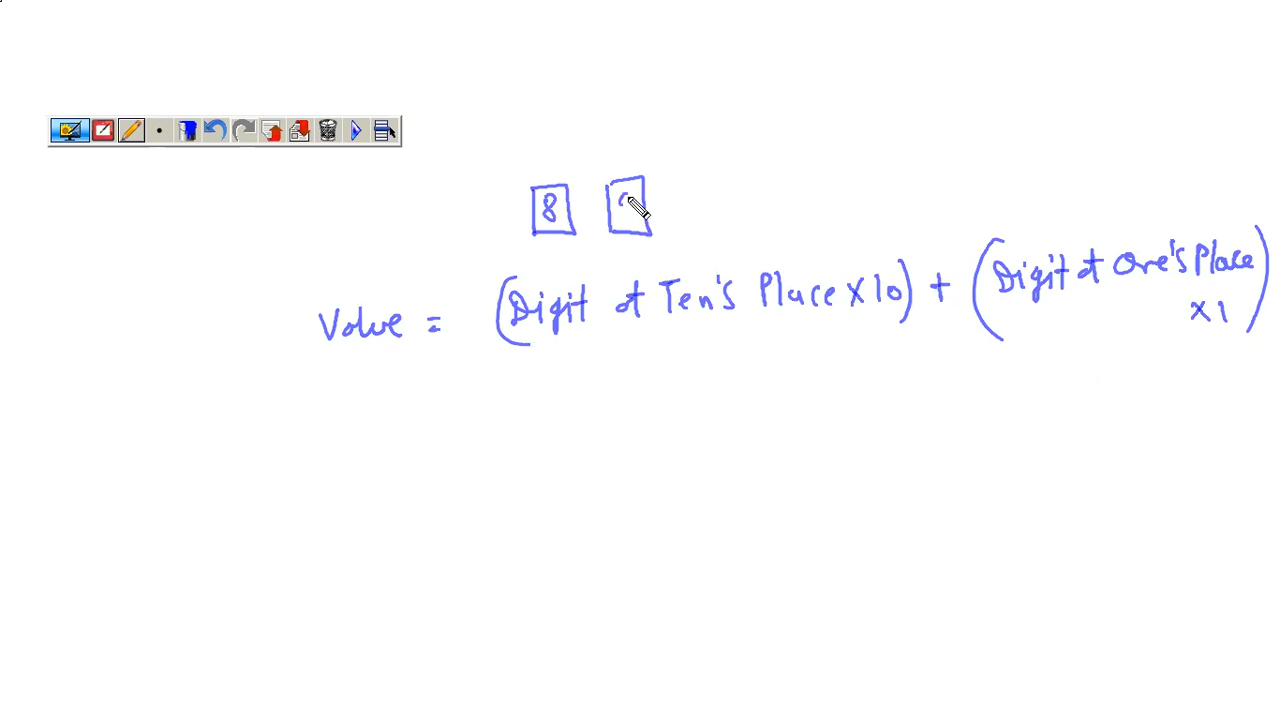 8
Value = (Digit at Ten's Place X 10) + (Digit at One's Place
X 1)